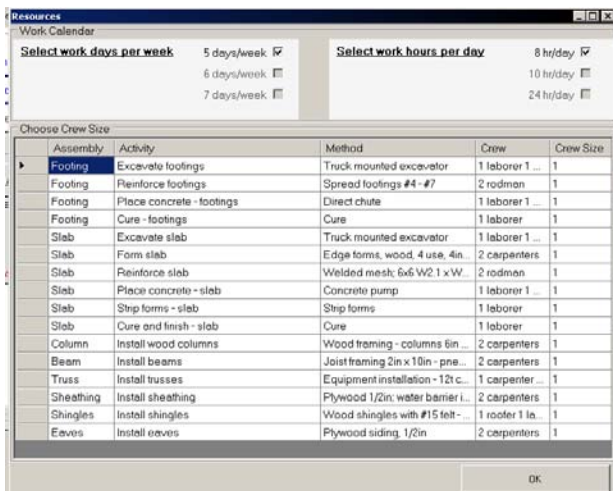 Resources
Work Calendar
Select work days per week 5 days/week Select work hours per day 8 hr/day
6 days/week 10 hr/day
7 days/week 24 hr/day
Choose Crew Size
Assembly Activity Method Crew Crew Size
Footing Excavate footings Truck mounted excavator 1 laborer 1 ... 1
Footing Reinforce footings Spread footings #4 - #7 2 rodman 1
Footing Place concrete - footings Direct chute 1 laborer 1 ... 1
Footing Cure - footings Cure 1 laborer 1
Slab Excavate slab Truck mounted excavator 1 laborer 1 ... 1
Slab Form slab Edge forms, wood, 4 use, 4in... 2 carpenters 1
Slab Reinforce slab Welded mesh; 6x6 W2.1 x W... 2 rodman 1
Slab Place concrete - slab Concrete pump 1 laborer 1 ... 1
Slab Strip forms - slab Strip forms 1 laborer 1
Slab Cure and finish - slab Cure 1 laborer 1
Column Install wood columns Wood framing - columns 6in ... 2 carpenters 1
Beam Install beams Joist framing 2in x 10in - pne... 2 carpenters 1
Truss Install trusses Equipment installation - 12t c... 1 carpenter ... 1
Sheathing Install sheathing Plywood 1/2in; water barrier i... 2 carpenters 1
Shingles Install shingles Wood shingles with #15 felt -... 1 roofer 1 la... 1
Eaves Install eaves Plywood siding, 1/2in 2 carpenters 1
OK